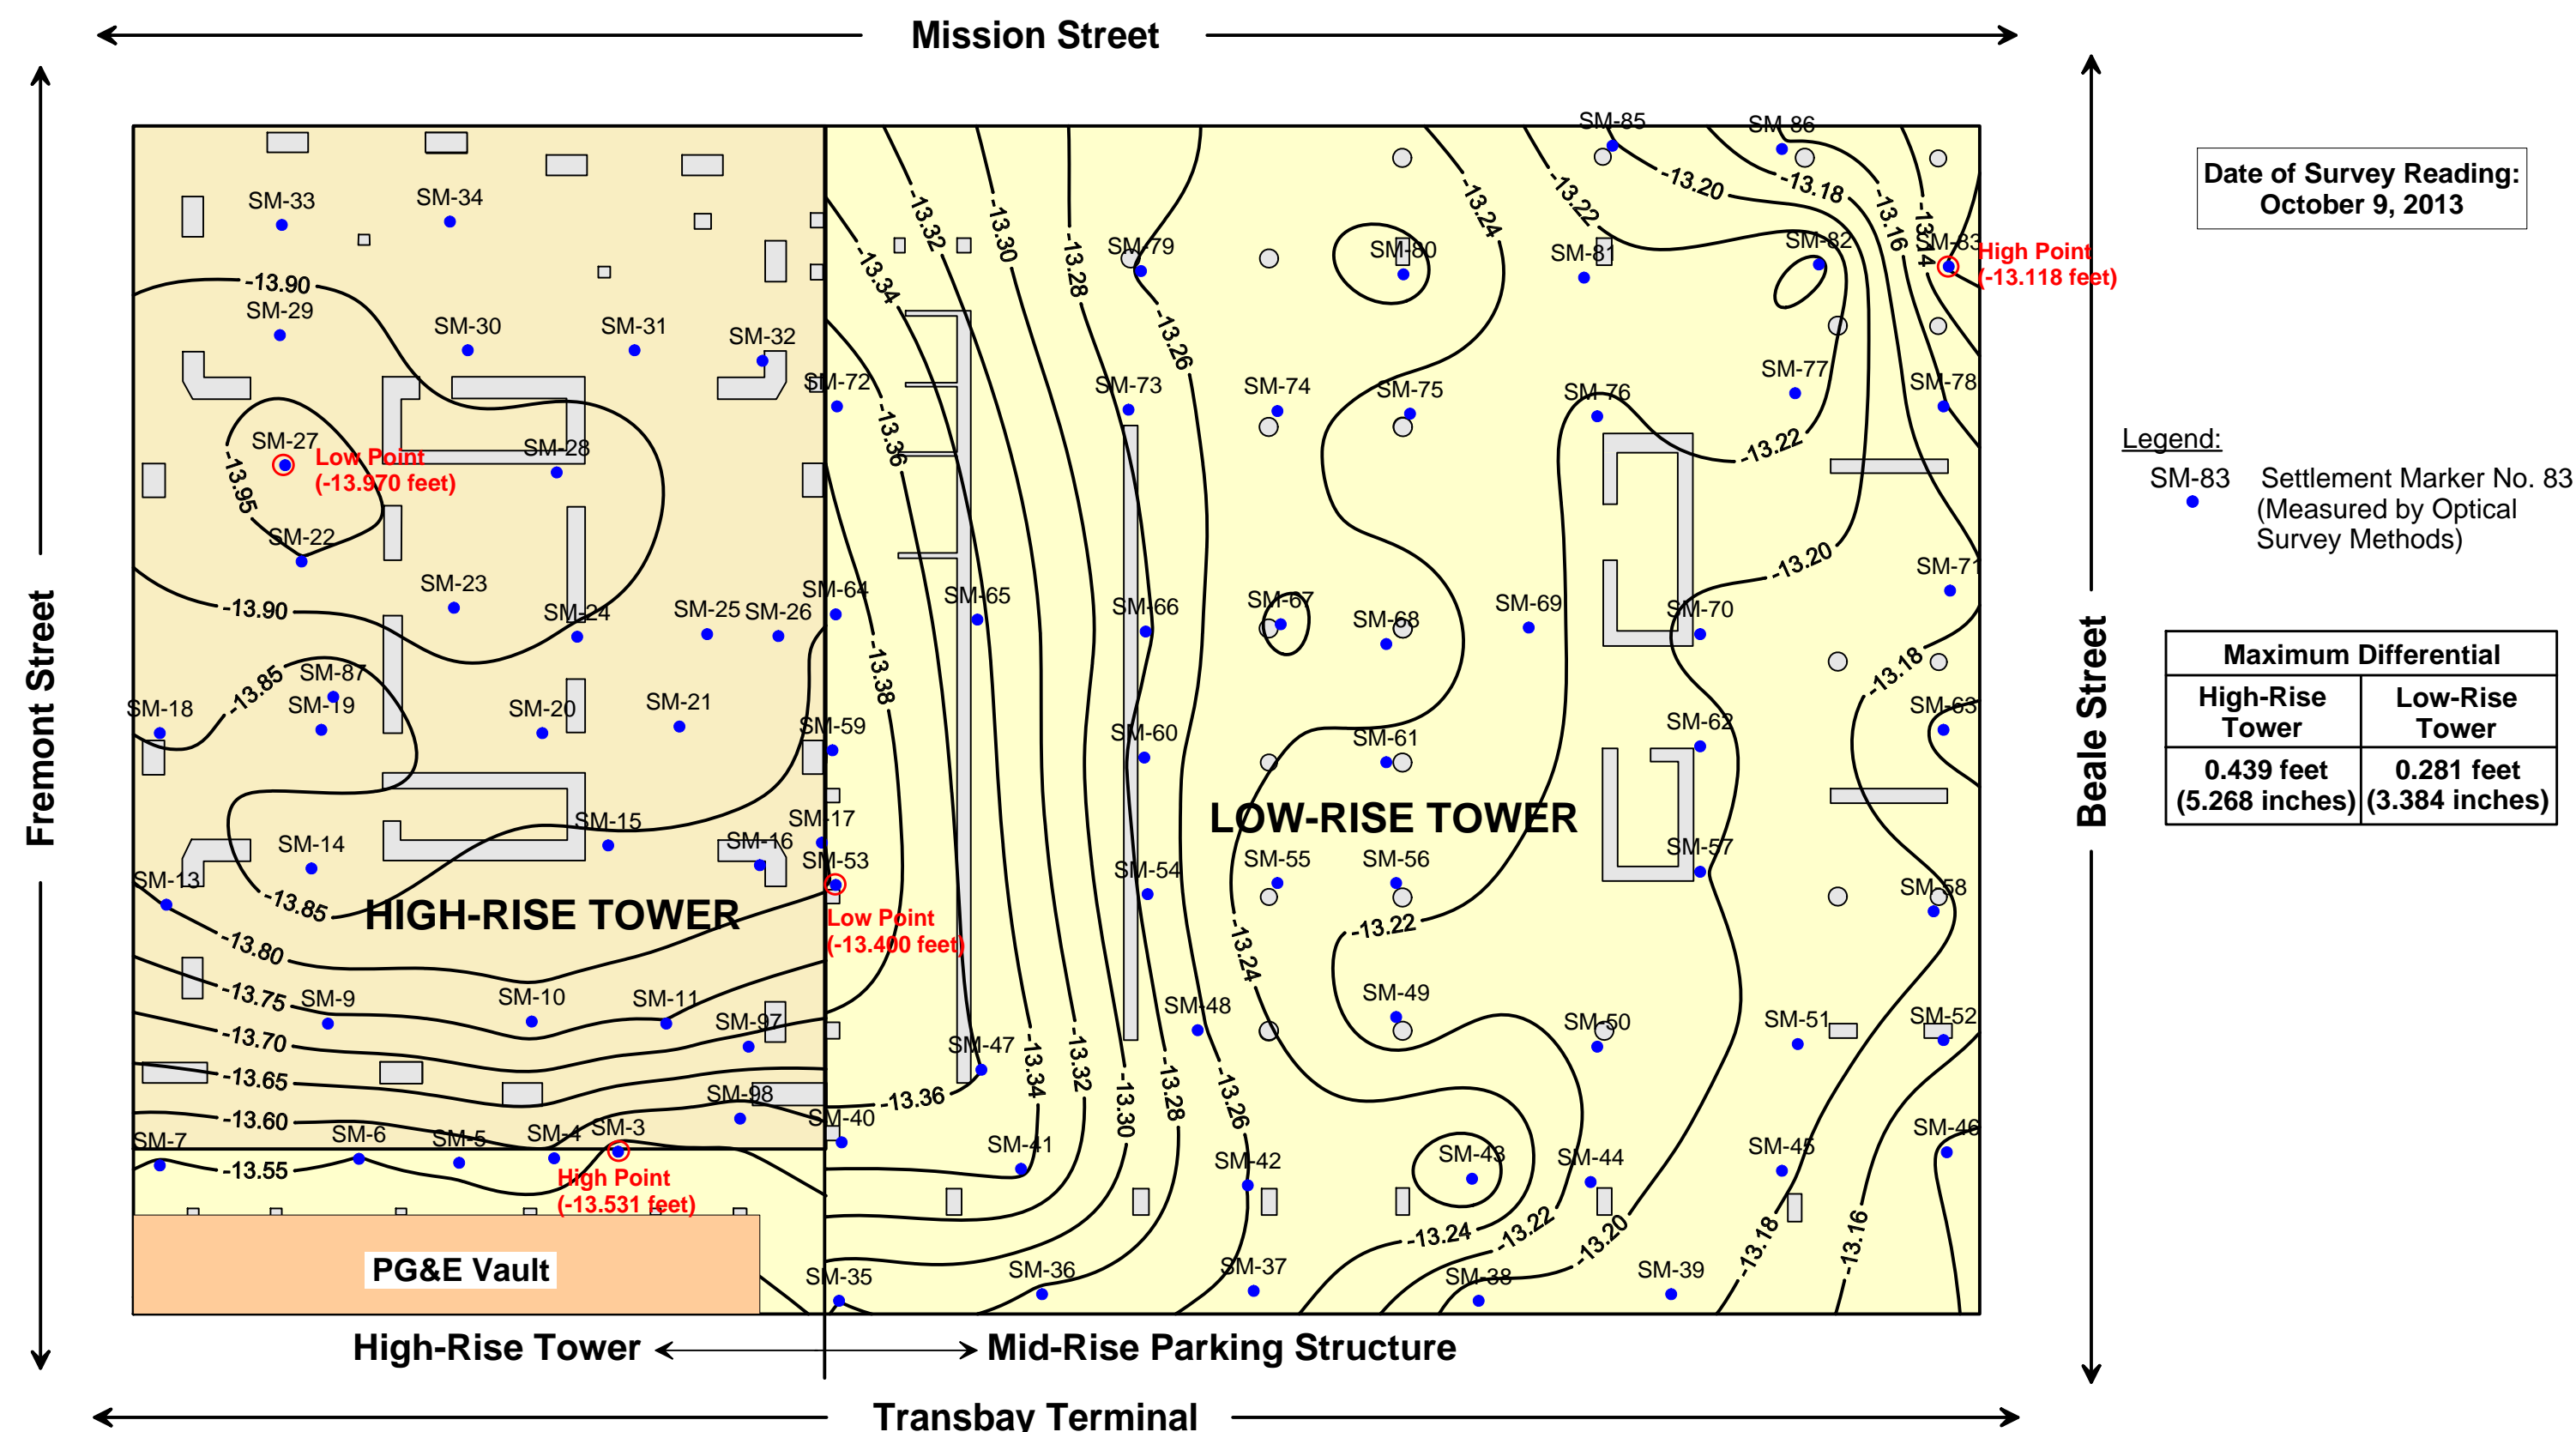 Mission Street
Fremont Street
Beale Street
Date of Survey Reading:
October 9, 2013
SM-85
SM-86
SM-33
SM-34
-13.20
-13.18
-13.32
-13.30
-13.24
-13.22
-13.16
-13.14
SM-79
SM-80
SM-81
SM-82
SM-83
High Point
(-13.118 feet)
-13.90
-13.34
-13.28
-13.26
SM-29
SM-30
SM-31
SM-32
SM-72
SM-73
SM-74
SM-75
SM-76
SM-77
SM-78
-13.36
-13.22
Legend:
SM-83
Settlement Marker No. 83
(Measured by Optical
Survey Methods)
SM-27
Low Point
(-13.970 feet)
SM-28
-13.95
SM-22
-13.20
SM-23
-13.90
SM-24
SM-25
SM-26
SM-64
SM-65
SM-66
SM-67
SM-68
SM-69
SM-70
SM-71
Maximum Differential
High-Rise
Tower
Low-Rise
Tower
0.439 feet
(5.268 inches)
0.281 feet
(3.384 inches)
-13.38
-13.18
-13.85
SM-87
SM-18
SM-19
SM-20
SM-21
SM-59
SM-60
SM-61
SM-62
SM-63
LOW-RISE TOWER
SM-14
SM-15
SM-16
SM-17
SM-53
SM-54
SM-55
SM-56
SM-57
SM-58
SM-13
-13.85
HIGH-RISE TOWER
Low Point
(-13.400 feet)
-13.22
-13.24
-13.80
-13.75
SM-9
SM-10
SM-11
SM-97
SM-48
SM-49
SM-50
SM-51
SM-52
-13.70
SM-47
-13.65
-13.36
-13.34
-13.32
-13.30
-13.28
-13.26
SM-98
-13.60
SM-7
SM-6
SM-5
SM-4
SM-3
SM-40
SM-41
SM-42
SM-43
SM-44
SM-45
SM-46
-13.55
High Point
(-13.531 feet)
-13.24
-13.22
-13.20
-13.18
-13.16
PG&E Vault
SM-35
SM-36
SM-37
SM-38
SM-39
High-Rise Tower
Mid-Rise Parking Structure
Transbay Terminal